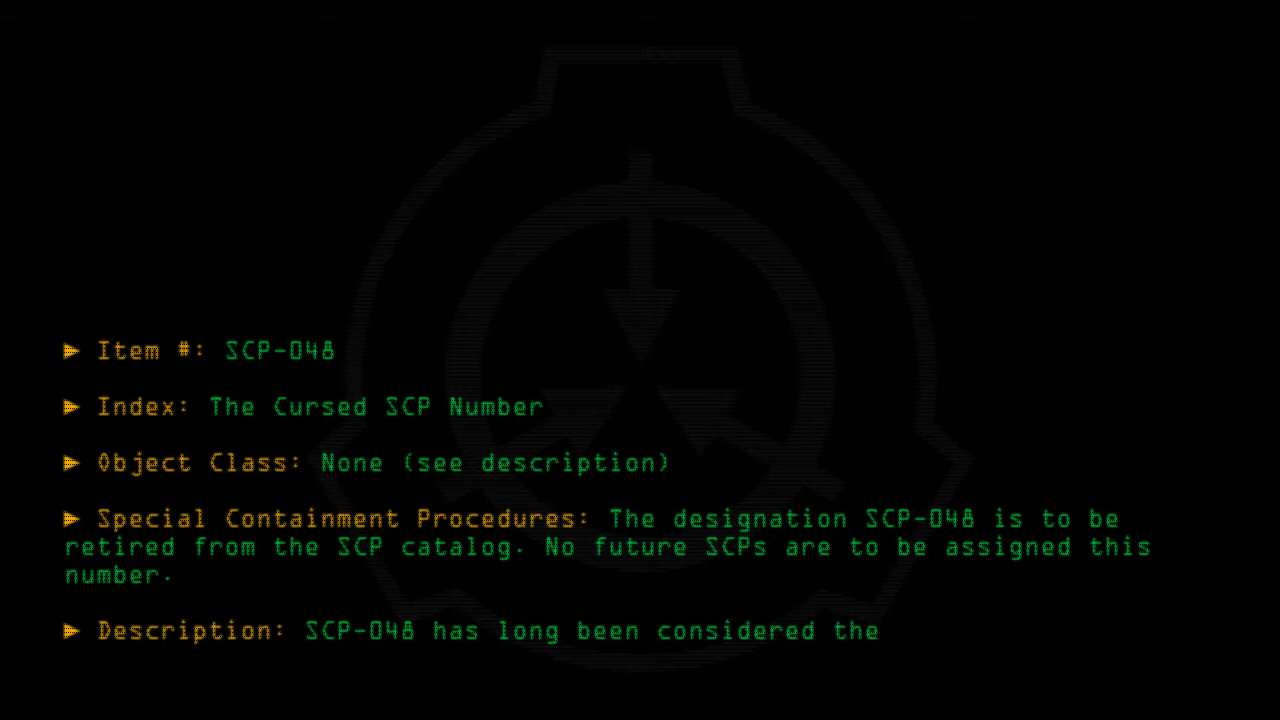 ► Item #: SCP-048
► Index: The Cursed SCP Number
► Object Class: None (see description)
► Special Containment Procedures: The designation SCP-048 is to be
retired from the SCP catalog. No future SCPs are to be assigned this
number.
► Description: SCP-048 has long been considered the